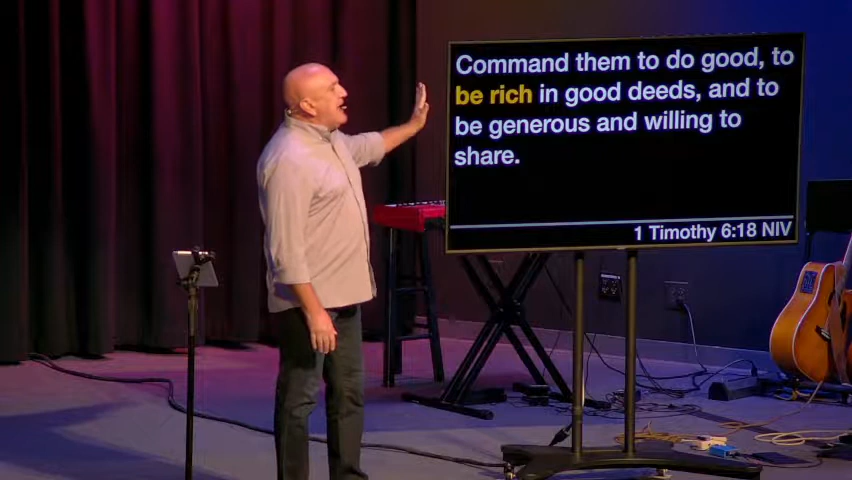 Command them to do good, to
be rich in good deeds, and to
be generous and willing to
share.
1 Timothy 6:18 NIV